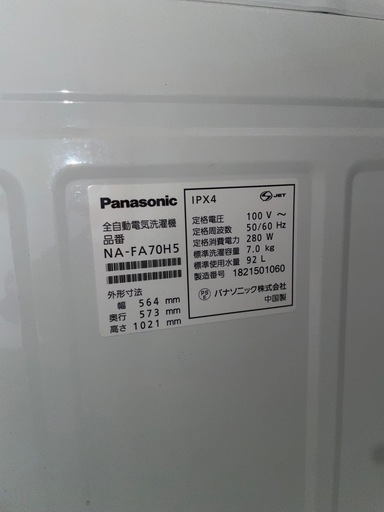 Panasonic
全自動電気洗濯機
品番
NA-FA70H5
外形寸法
幅 564 mm
奥行 573 mm
高さ 1021 mm
IPX4
JET
定格電圧 100 V ～
定格周波数 50/60 Hz
定格消費電力 280 W
標準洗濯容量 7.0 kg
標準使用水量 92 L
製造番号 1821501060
PS E パナソニック株式会社
中国製